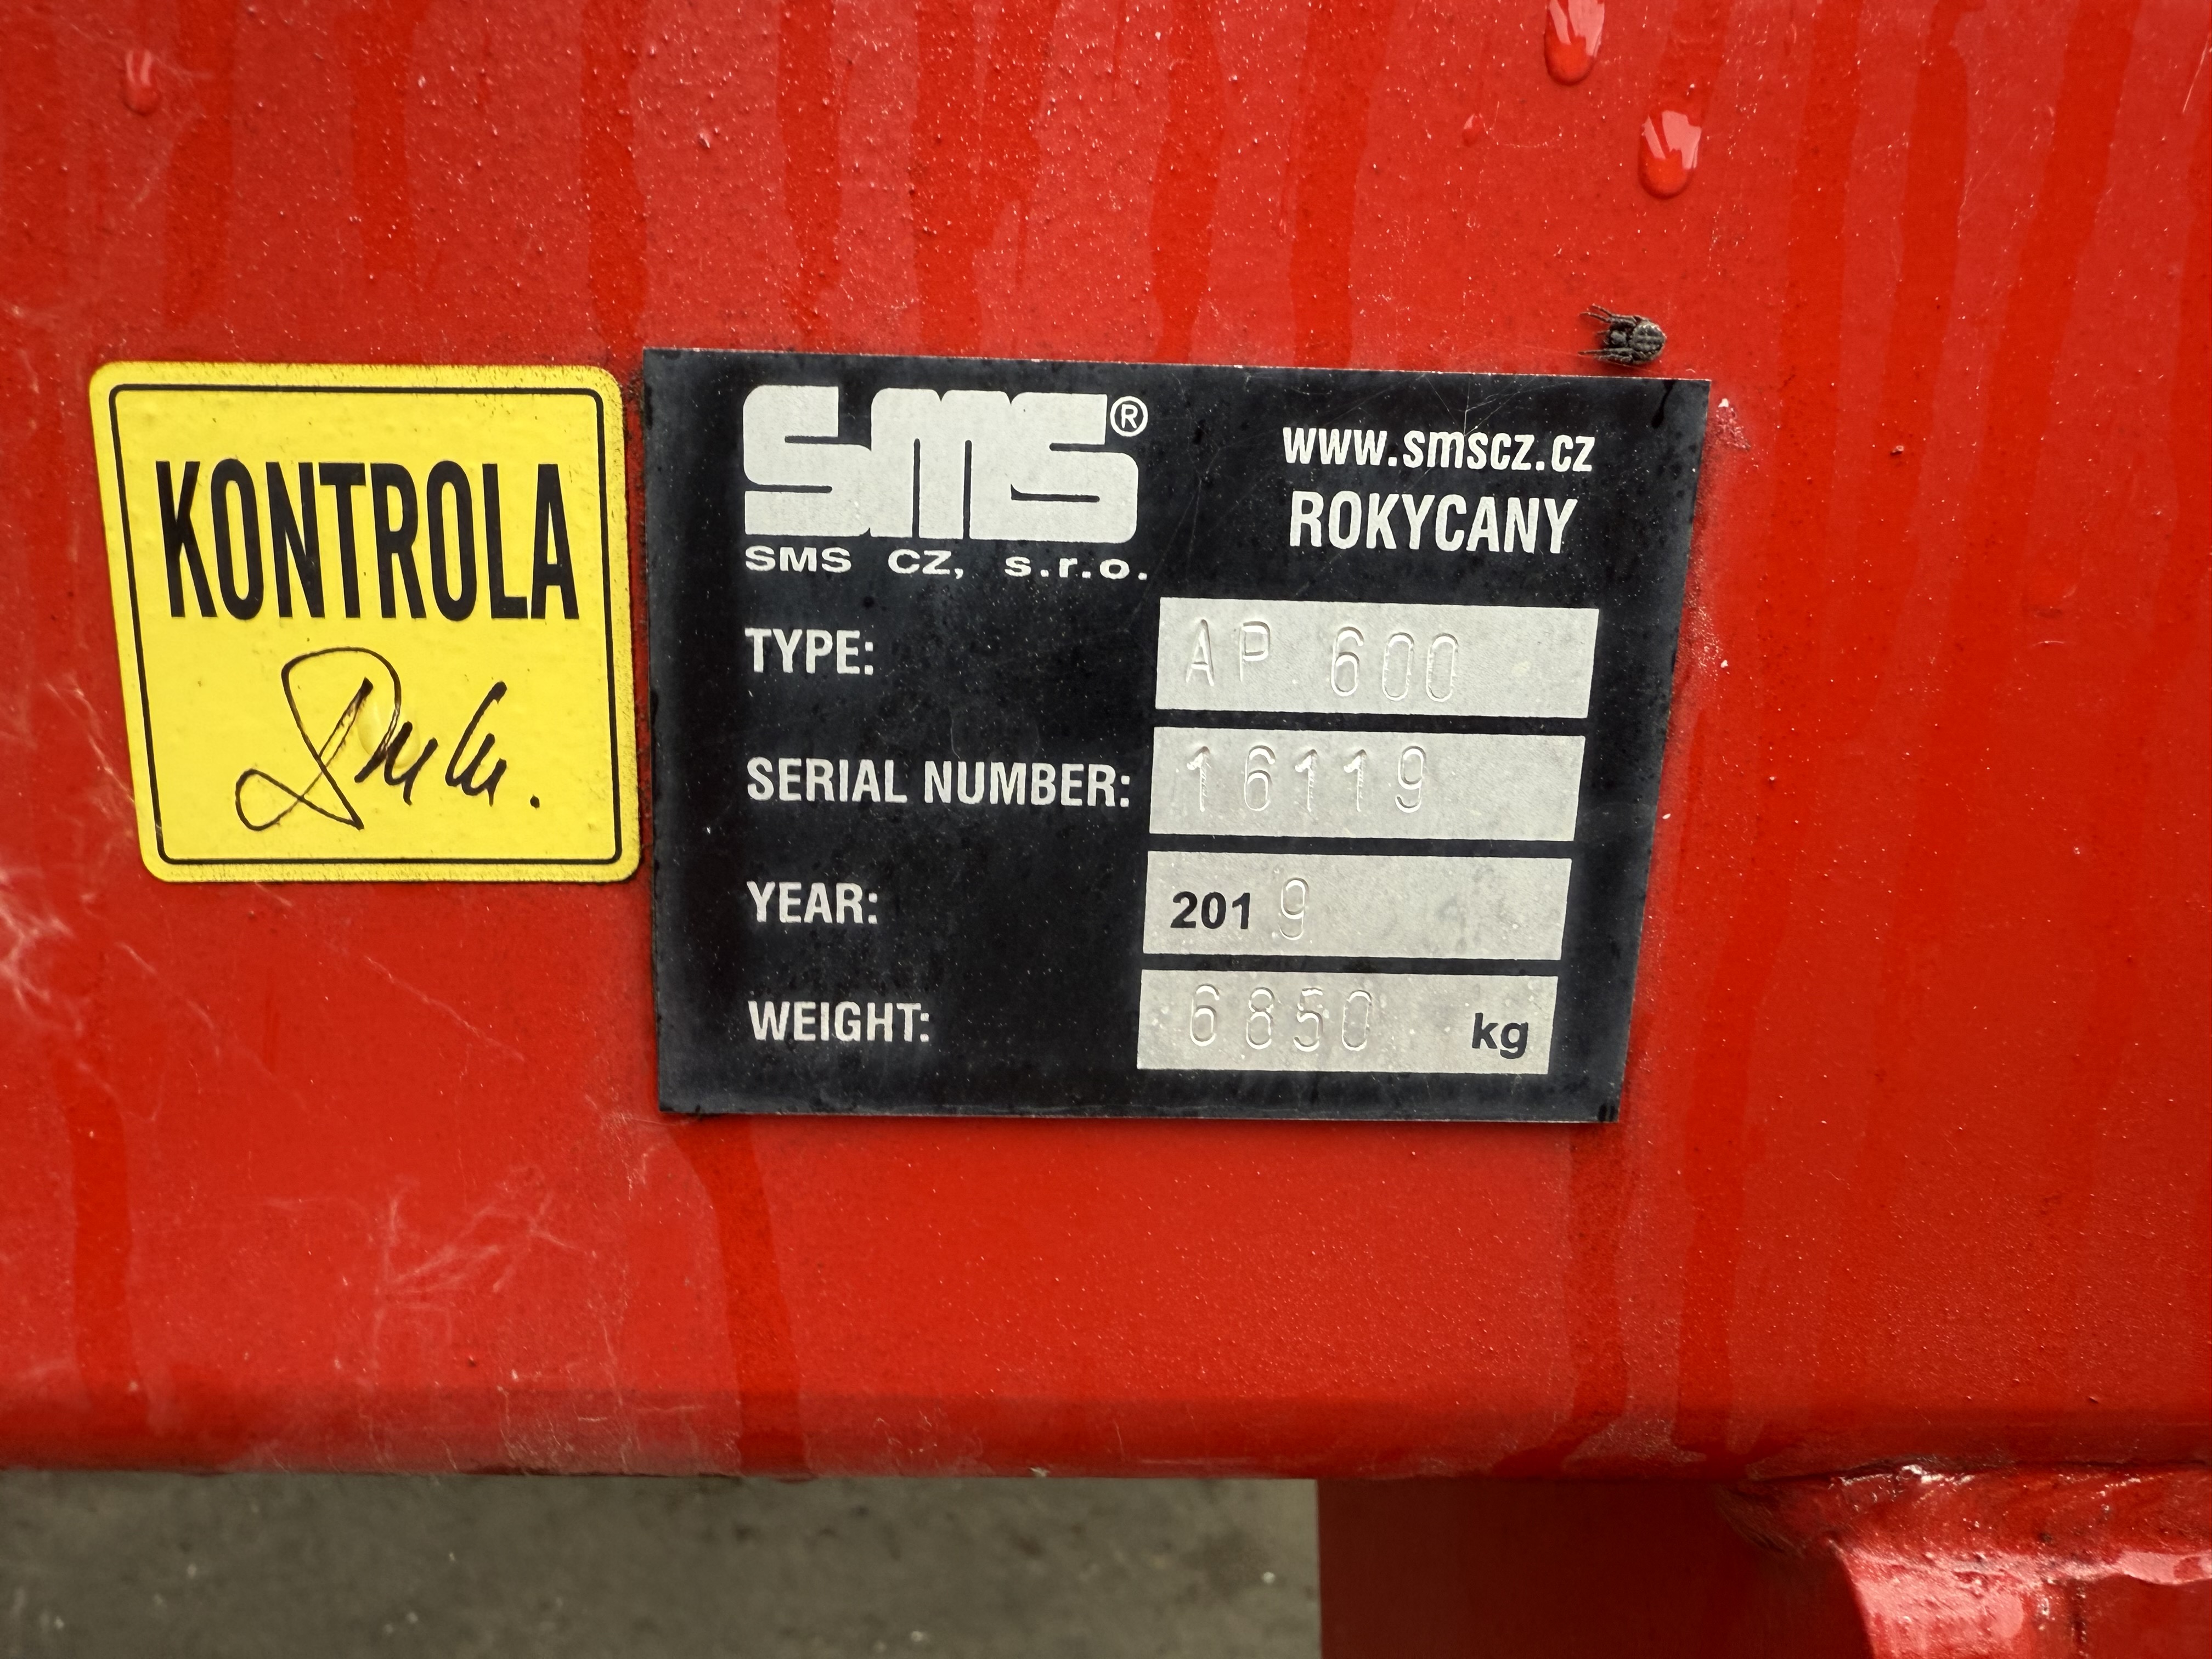 KONTROLA
SMS®
SMS CZ, s.r.o.
www.smscz.cz
ROKYCANY
TYPE: AP 600
SERIAL NUMBER: 16119
YEAR: 2019
WEIGHT: 6850 kg